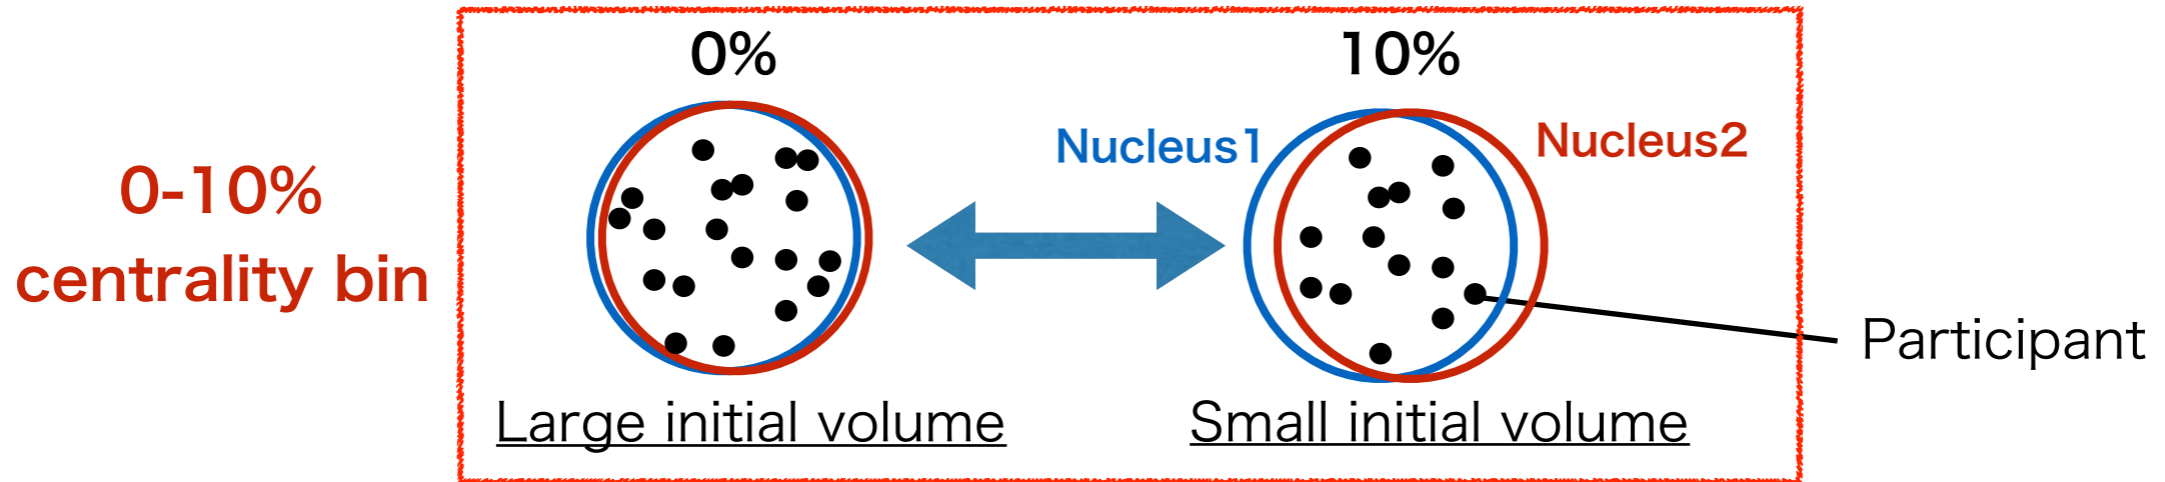 0-10%
centrality bin
0%
10%
Nucleus1
Nucleus2
Participant
Large initial volume
Small initial volume